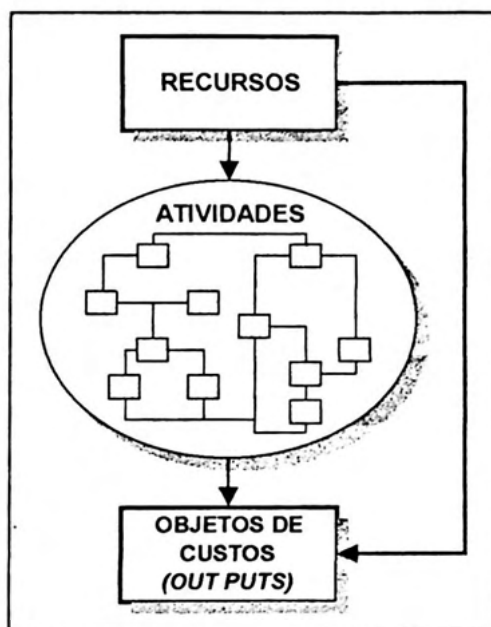 RECURSOS
ATIVIDADES
OBJETOS DE
CUSTOS
(OUT PUTS)